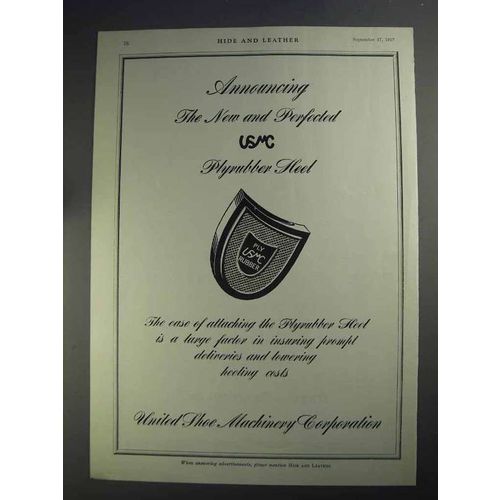 HIDE AND LEATHER
September 17, 1927
Announcing
The New and Perfected
USMC
Plyrubber Heel
PLY
USMC
RUBBER
The ease of attaching the Plyrubber Heel
is a large factor in insuring prompt
deliveries and lowering
heeling costs
United Shoe Machinery Corporation
When answering advertisements, please mention HIDE AND LEATHER